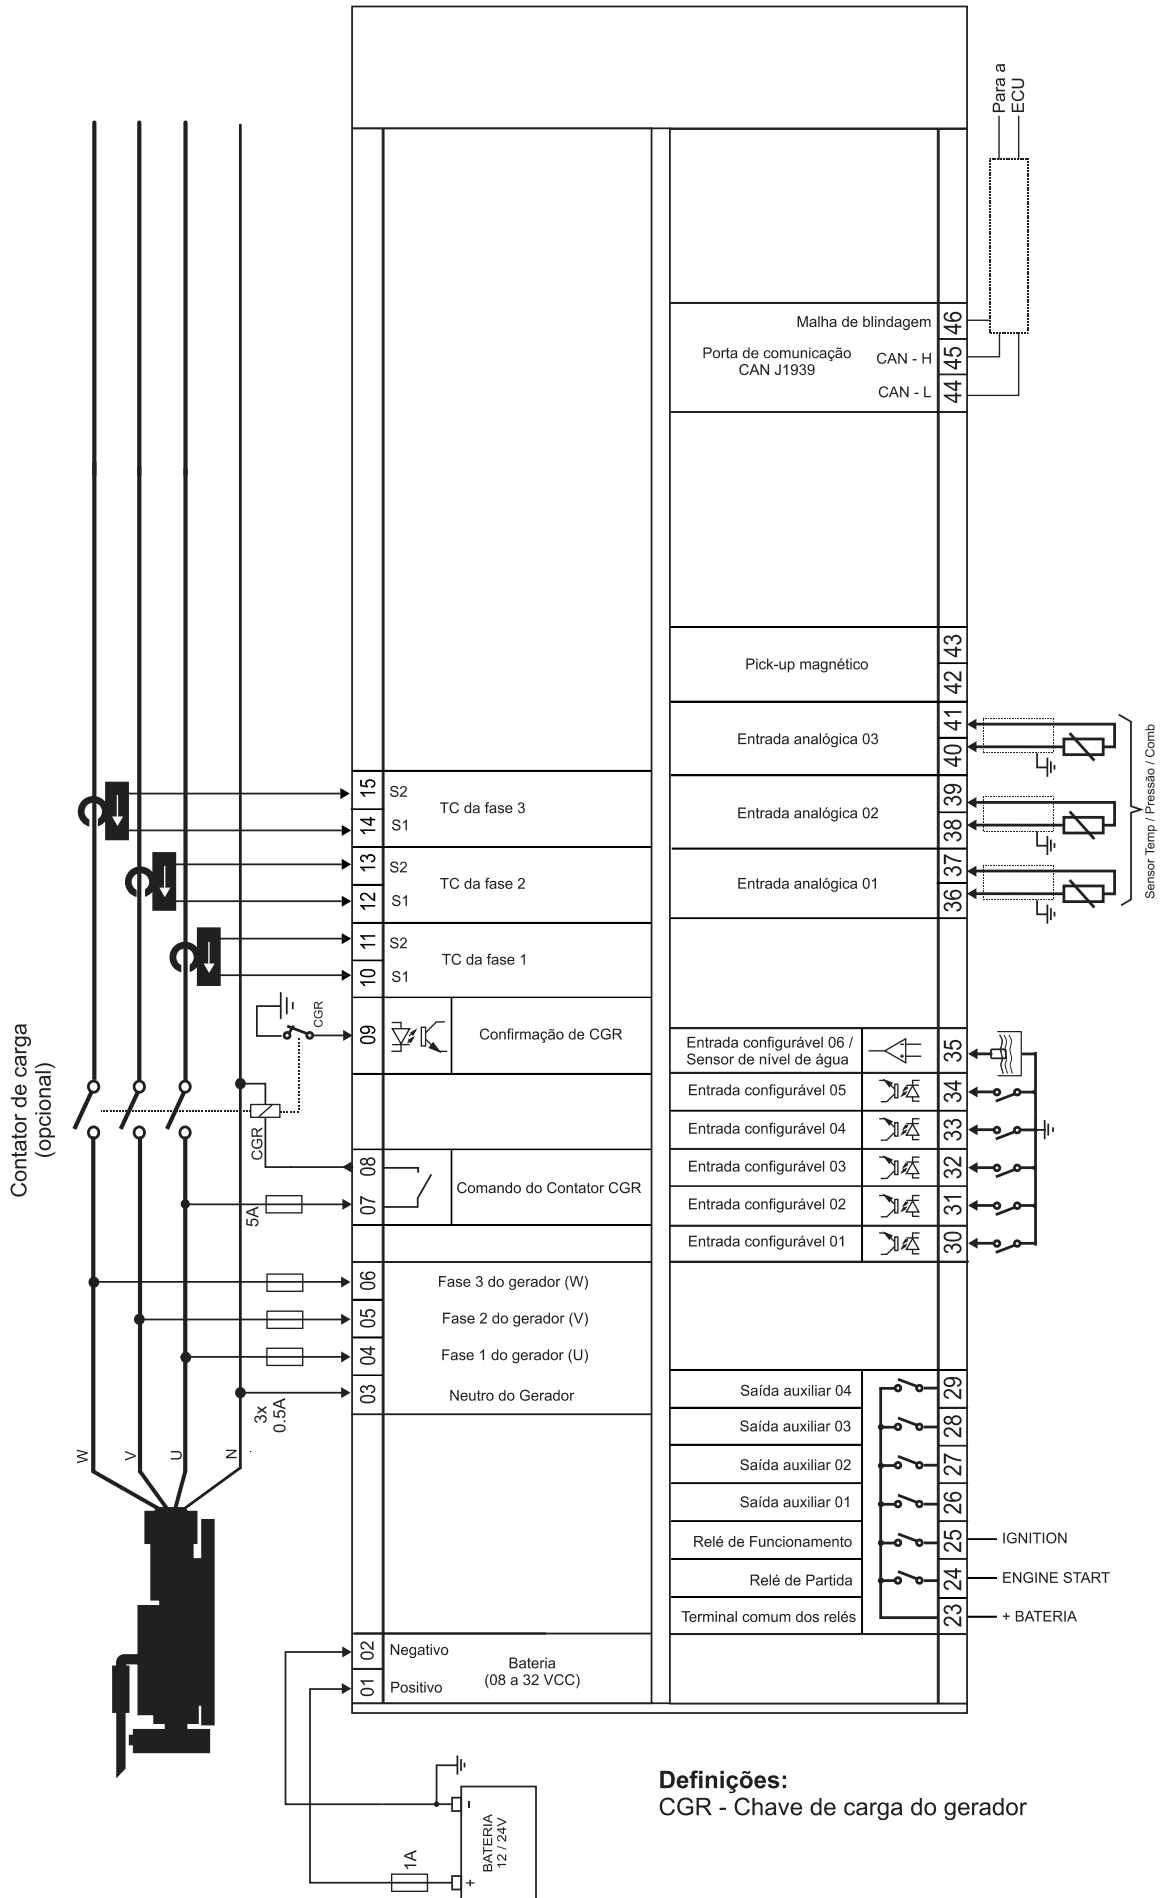 Para a
ECU
Malha de blindagem
46
Porta de comunicação
CAN J1939
CAN - H
45
CAN - L
44
Pick-up magnético
43
42
Entrada analógica 03
41
40
Entrada analógica 02
39
38
Entrada analógica 01
37
36
Sensor Temp / Pressão / Comb
15
S2
TC da fase 3
14
S1
13
S2
TC da fase 2
12
S1
11
S2
TC da fase 1
10
S1
CGR
09
Confirmação de CGR
Contator de carga
(opcional)
CGR
08
07
Comando do Contator CGR
5A
06
Fase 3 do gerador (W)
05
Fase 2 do gerador (V)
04
Fase 1 do gerador (U)
03
Neutro do Gerador
3x
0.5A
W
V
U
N
Entrada configurável 06 /
Sensor de nível de água
35
Entrada configurável 05
34
Entrada configurável 04
33
Entrada configurável 03
32
Entrada configurável 02
31
Entrada configurável 01
30
Saída auxiliar 04
29
Saída auxiliar 03
28
Saída auxiliar 02
27
Saída auxiliar 01
26
Relé de Funcionamento
25
IGNITION
Relé de Partida
24
ENGINE START
Terminal comum dos relés
23
+ BATERIA
02
Negativo
Bateria
(08 a 32 VCC)
01
Positivo
-
BATERIA
12 / 24V
+
1A
Definições:
CGR - Chave de carga do gerador